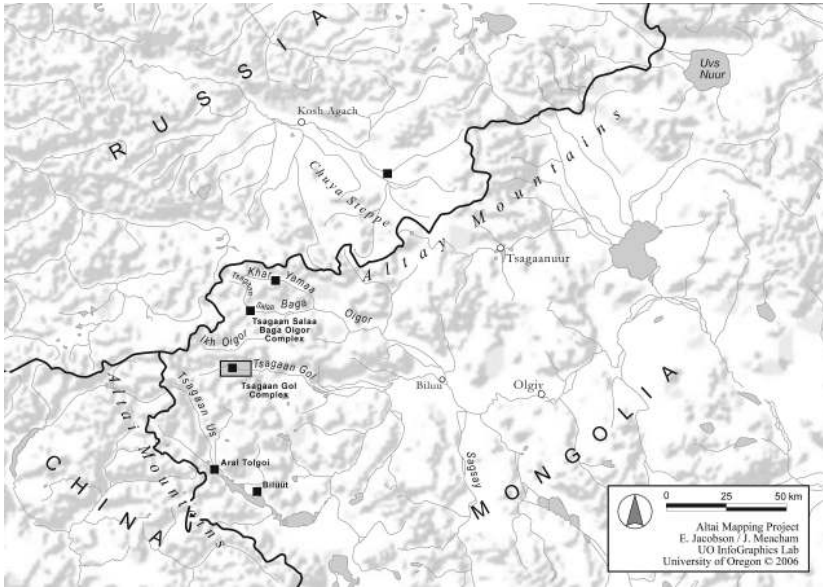 RUSSIA
Uvs
Nuur
Kosh Agach
Chuya Steppe
Altay Mountains
Tsagaanuur
Khar Yamaa
Tsagaan
Salaa Baga
Oigor
Tsagaan Salaa
Baga Oigor
Complex
Ikh Oigor
Tsagaan Gol
Tsagaan Gol
Complex
Tsagaan Us
Altai Mountains
Olgiy
Sagsay
MONGOLIA
Aral Tolgoi
Biluut
CHINA
0 25 50 km
Altai Mapping Project
E. Jacobson / J. Meacham
UO InfoGraphics Lab
University of Oregon © 2006